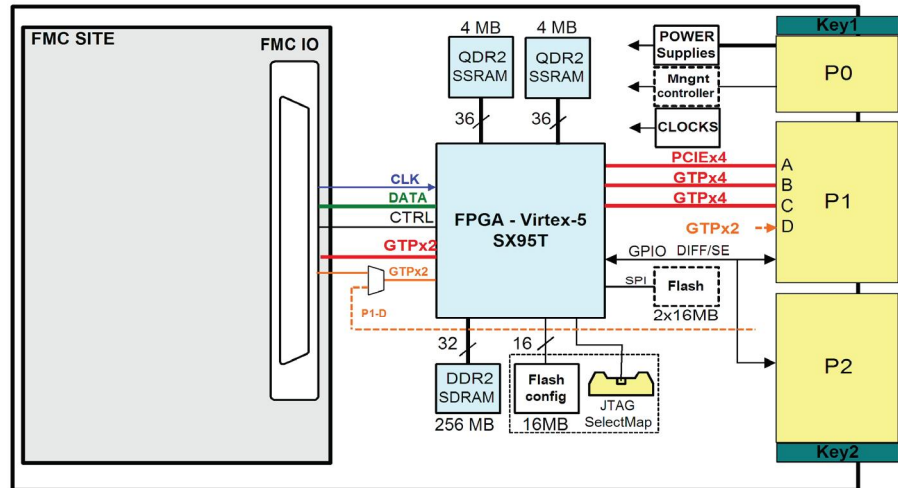 FMC SITE
FMC IO
4 MB
4 MB
QDR2
SSRAM
QDR2
SSRAM
36
36
POWER
Supplies
Mngnt
controller
CLOCKS
Key1
P0
CLK
DATA
CTRL
GTPx2
GTPx2
P1-D
FPGA - Virtex-5
SX95T
PCIEx4
GTPx4
GTPx4
GTPx2
A
B
C
D
P1
GPIO DIFF/SE
SPI
Flash
2x16MB
32
16
DDR2
SDRAM
256 MB
Flash
config
16MB
JTAG
SelectMap
P2
Key2